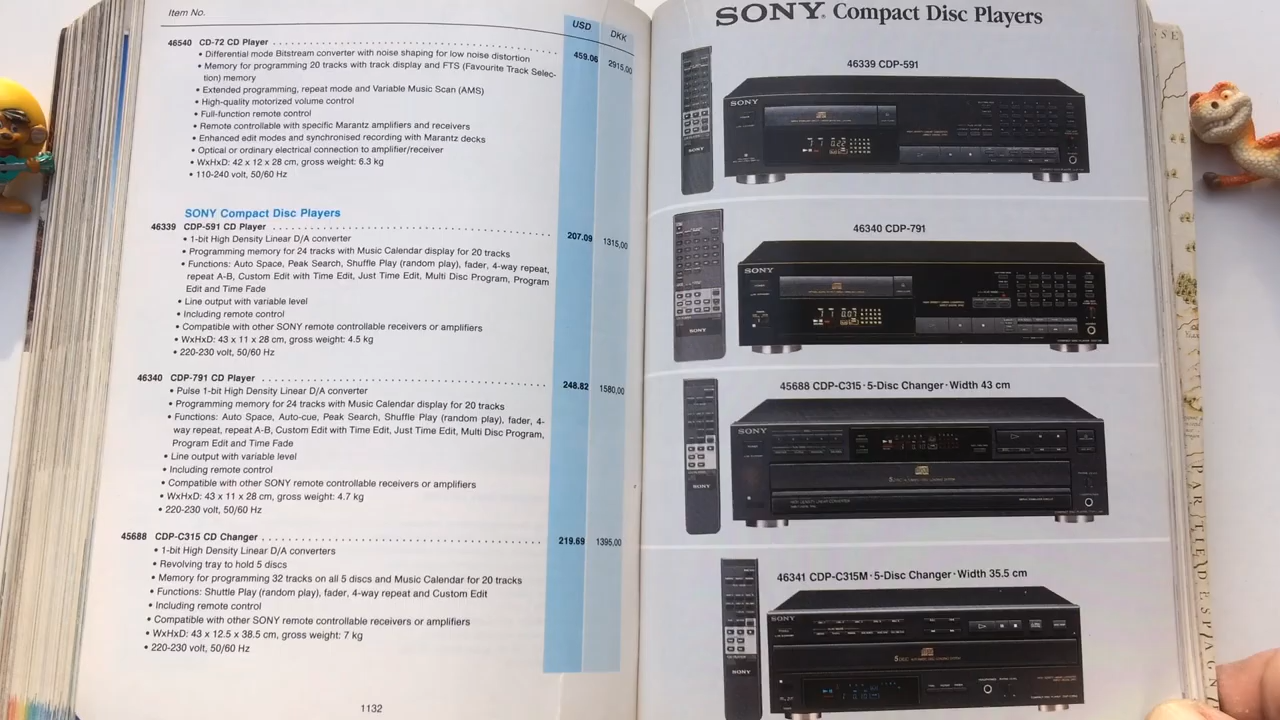 Item No.
USD
DKK
46540 CD-72 CD Player
459.06
2915,00
• Differential mode Bitstream converter with noise shaping for low noise distortion
• Memory for programming 20 tracks with track display and FTS (Favourite Track Selec-
tion) memory
• Extended programming, repeat mode and Variable Music Scan (AMS)
• High-quality motorized volume control
• Full-function remote control
• Remote controllable with specific Marantz amplifiers and receivers
• Enhanced edit modes and synchronised recording with Marantz decks
• Optical or ordinary electrical connection to amplifier/receiver
• WxHxD: 42 x 12 x 28 cm, gross weight: 6.3 kg
• 110-240 volt, 50/60 Hz
SONY Compact Disc Players
46339 CDP-591 CD Player
207.09
1315,00
• 1-bit High Density Linear D/A converter
• Programming memory for 24 tracks with Music Calendar display for 20 tracks
• Functions: Auto Space, Peak Search, Shuffle Play (random play), fader, 4-way repeat,
repeat A-B, Custom Edit with Time Edit, Just Time Edit, Multi Disc Program, Program
Edit and Time Fade
• Line output with variable level
• Including remote control
• Compatible with other SONY remote controllable receivers or amplifiers
• WxHxD: 43 x 11 x 28 cm, gross weight: 4.5 kg
• 220-230 volt, 50/60 Hz
46340 CDP-791 CD Player
248.82
1580,00
• Pulse 1-bit High Density Linear D/A converter
• Programming memory for 24 tracks with Music Calendar display for 20 tracks
• Functions: Auto Space, Auto-cue, Peak Search, Shuffle Play (random play), fader, 4-
way repeat, repeat A-B, Custom Edit with Time Edit, Just Time Edit, Multi Disc Program,
Program Edit and Time Fade
• Line output with variable level
• Including remote control
• Compatible with other SONY remote controllable receivers or amplifiers
• WxHxD: 43 x 11 x 28 cm, gross weight: 4.7 kg
• 220-230 volt, 50/60 Hz
45688 CDP-C315 CD Changer
219.69
1395,00
• 1-bit High Density Linear D/A converters
• Revolving tray to hold 5 discs
• Memory for programming 32 tracks on all 5 discs and Music Calendar for 20 tracks
• Functions: Shuttle Play (random play), fader, 4-way repeat and Custom Edit
• Including remote control
• Compatible with other SONY remote controllable receivers or amplifiers
• WxHxD: 43 x 12.5 x 38.5 cm, gross weight: 7 kg
• 220-230 volt, 50/60 Hz
1132
SONY. Compact Disc Players
46339 CDP-591
SONY
SONY
46340 CDP-791
SONY
SONY
45688 CDP-C315 · 5-Disc Changer · Width 43 cm
SONY
SONY
46341 CDP-C315M · 5-Disc Changer · Width 35.5 cm
SONY
SONY